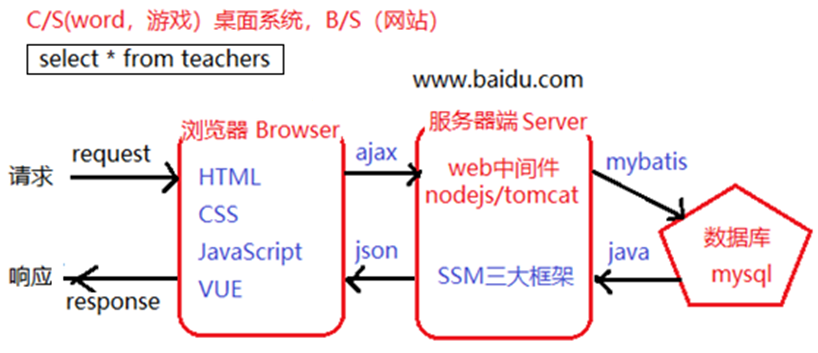 C/S(word，游戏）桌面系统，B/S（网站）
select * from teachers
www.baidu.com
浏览器 Browser
服务器端 Server
请求
request
HTML
CSS
JavaScript
VUE
ajax
web中间件
nodejs/tomcat
mybatis
数据库
mysql
响应
response
json
SSM三大框架
java